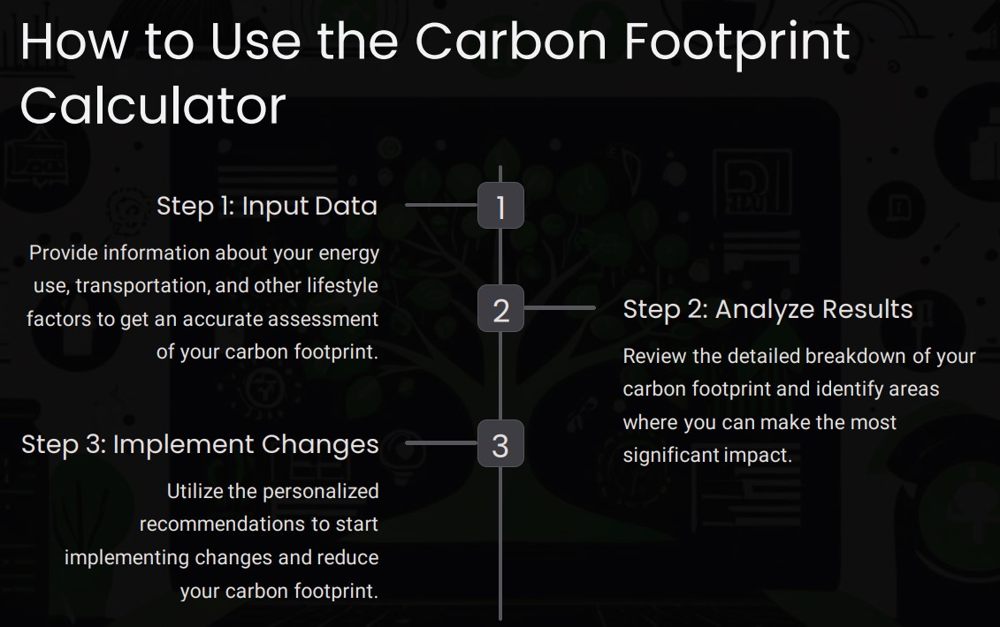 How to Use the Carbon Footprint
Calculator
1
Step 1: Input Data
Provide information about your energy
use, transportation, and other lifestyle
factors to get an accurate assessment
of your carbon footprint.
2
Step 2: Analyze Results
Review the detailed breakdown of your
carbon footprint and identify areas
where you can make the most
significant impact.
3
Step 3: Implement Changes
Utilize the personalized
recommendations to start
implementing changes and reduce
your carbon footprint.